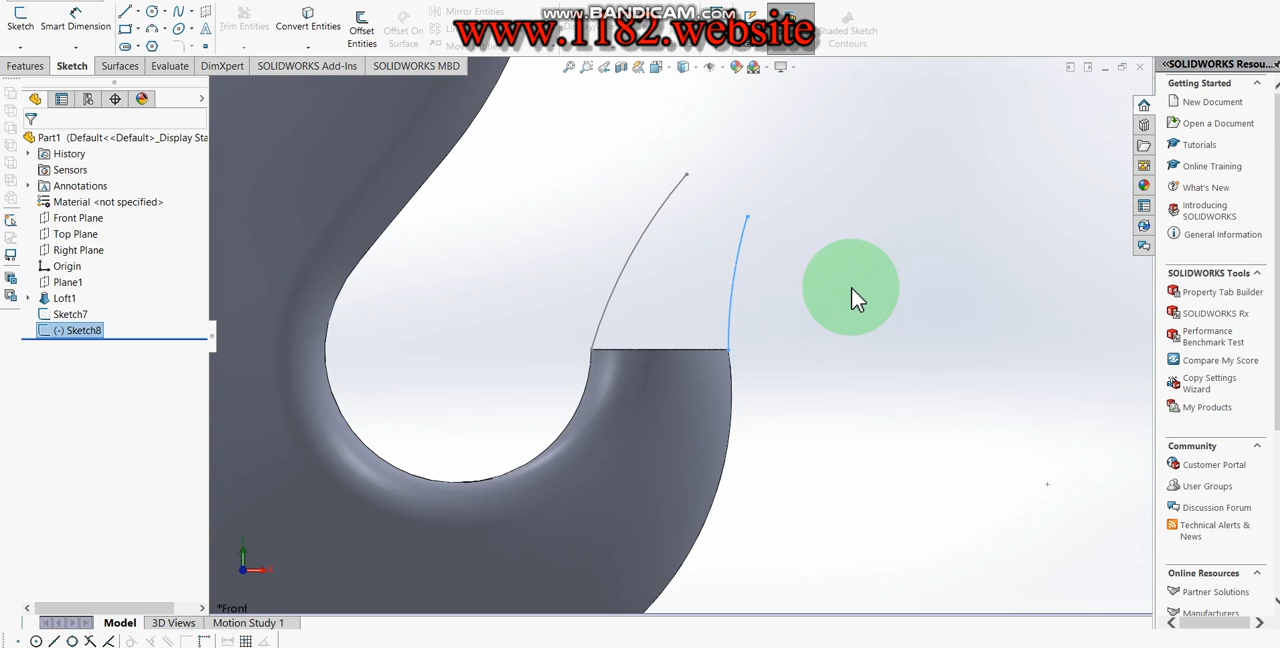 www.BANDICAM.com
www.1182.website
Sketch
Smart Dimension
Trim Entities
Convert Entities
Offset Entities
Offset On Surface
Mirror Entities
Shaded Sketch Contours
Features
Sketch
Surfaces
Evaluate
DimXpert
SOLIDWORKS Add-Ins
SOLIDWORKS MBD
Part1 (Default<<Default>_Display Sta
History
Sensors
Annotations
Material <not specified>
Front Plane
Top Plane
Right Plane
Origin
Plane1
Loft1
Sketch7
(-) Sketch8
*Front
Model
3D Views
Motion Study 1
SOLIDWORKS Resou...
Getting Started
New Document
Open a Document
Tutorials
Online Training
What's New
Introducing
SOLIDWORKS
General Information
SOLIDWORKS Tools
Property Tab Builder
SOLIDWORKS Rx
Performance
Benchmark Test
Compare My Score
Copy Settings
Wizard
My Products
Community
Customer Portal
User Groups
Discussion Forum
Technical Alerts &
News
Online Resources
Partner Solutions
Manufacturers